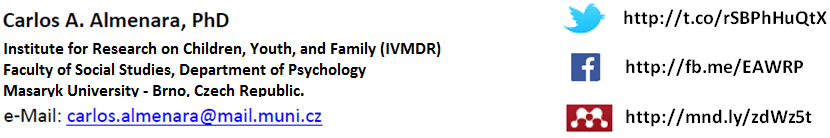 Carlos A. Almenara, PhD
Institute for Research on Children, Youth, and Family (IVMDR)
Faculty of Social Studies, Department of Psychology
Masaryk University - Brno, Czech Republic.
e-Mail: carlos.almenara@mail.muni.cz
http://t.co/rSBPhHuQtX
http://fb.me/EAWRP
http://mnd.ly/zdWz5t